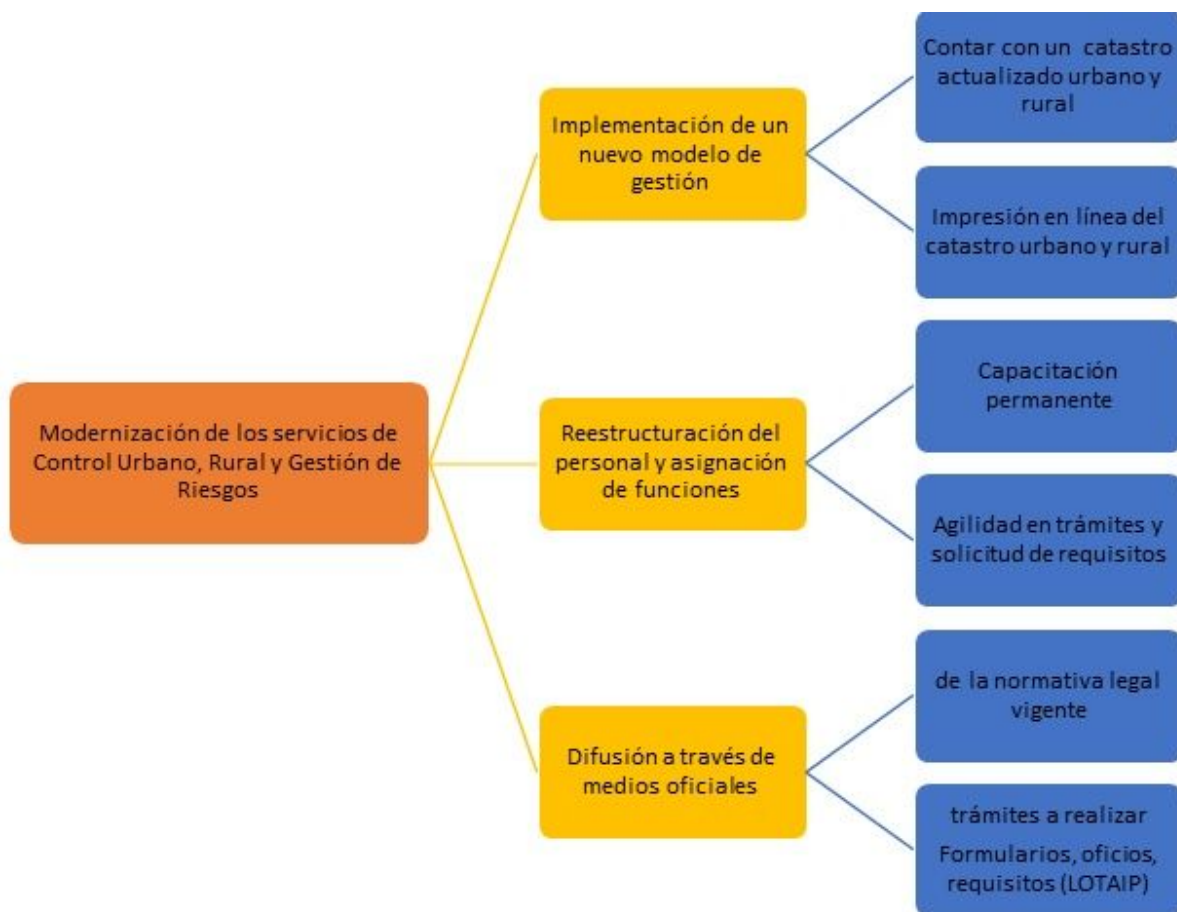 Modernización de los servicios de
Control Urbano, Rural y Gestión de
Riesgos
Implementación de un
nuevo modelo de
gestión
Contar con un catastro
actualizado urbano y
rural
Impresión en línea del
catastro urbano y rural
Reestructuración del
personal y asignación
de funciones
Capacitación
permanente
Agilidad en trámites y
solicitud de requisitos
Difusión a través de
medios oficiales
de la normativa legal
vigente
trámites a realizar
Formularios, oficios,
requisitos (LOTAIP)